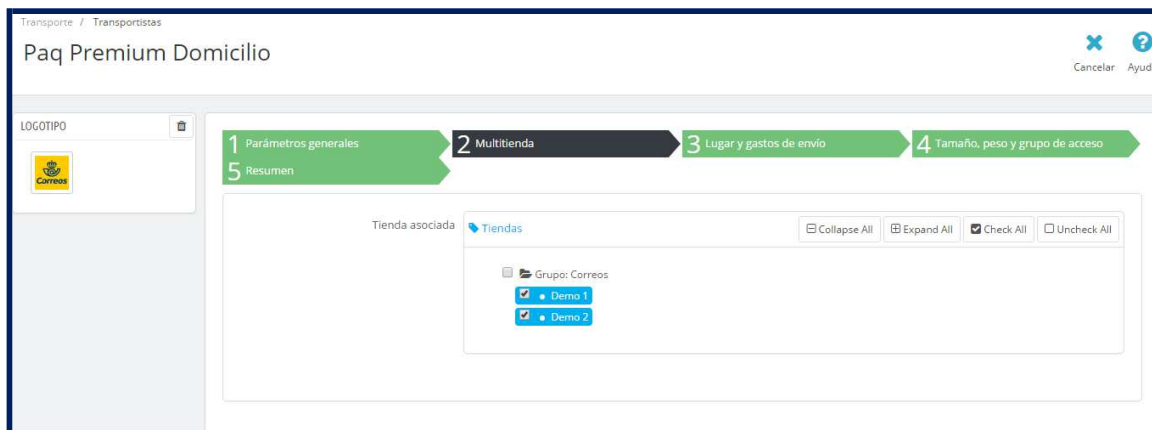 Transporte / Transportistas
Paq Premium Domicilio
Cancelar Ayud
LOGOTIPO
Correos
1 Parámetros generales 2 Multitienda 3 Lugar y gastos de envío 4 Tamaño, peso y grupo de acceso
5 Resumen
Tienda asociada Tiendas Collapse All Expand All Check All Uncheck All
Grupo: Correos
Demo 1
Demo 2